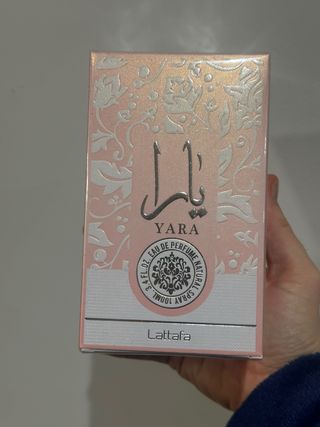 يارا
YARA
EAU DE PERFUME NATURAL SPRAY 100ML 3.4 FL.OZ.
Lattafa